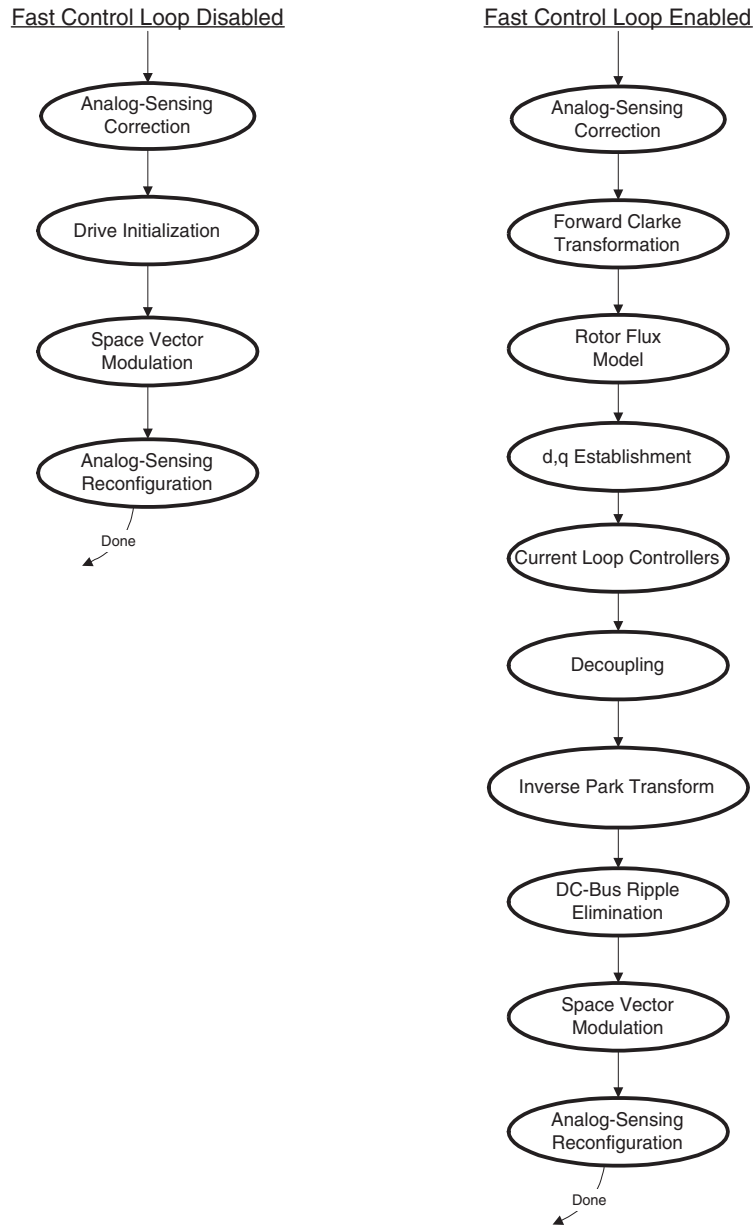 Fast Control Loop Disabled
Analog-Sensing
Correction
Drive Initialization
Space Vector
Modulation
Analog-Sensing
Reconfiguration
Done
Fast Control Loop Enabled
Analog-Sensing
Correction
Forward Clarke
Transformation
Rotor Flux
Model
d,q Establishment
Current Loop Controllers
Decoupling
Inverse Park Transform
DC-Bus Ripple
Elimination
Space Vector
Modulation
Analog-Sensing
Reconfiguration
Done